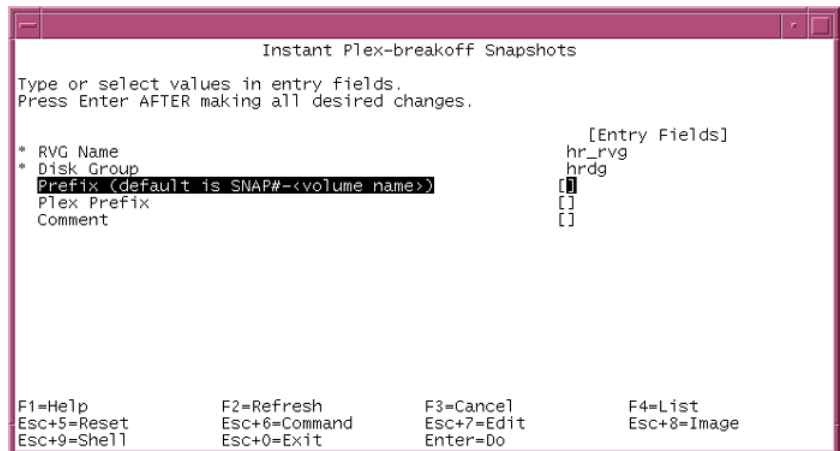 Instant Plex-breakoff Snapshots
Type or select values in entry fields.
Press Enter AFTER making all desired changes.
[Entry Fields]
* RVG Name hr_rvg
* Disk Group hrdg
Prefix (default is SNAP#-<volume name>) []
Plex Prefix []
Comment []
F1=Help F2=Refresh F3=Cancel F4=List
Esc+5=Reset Esc+6=Command Esc+7=Edit Esc+8=Image
Esc+9=Shell Esc+0=Exit Enter=Do